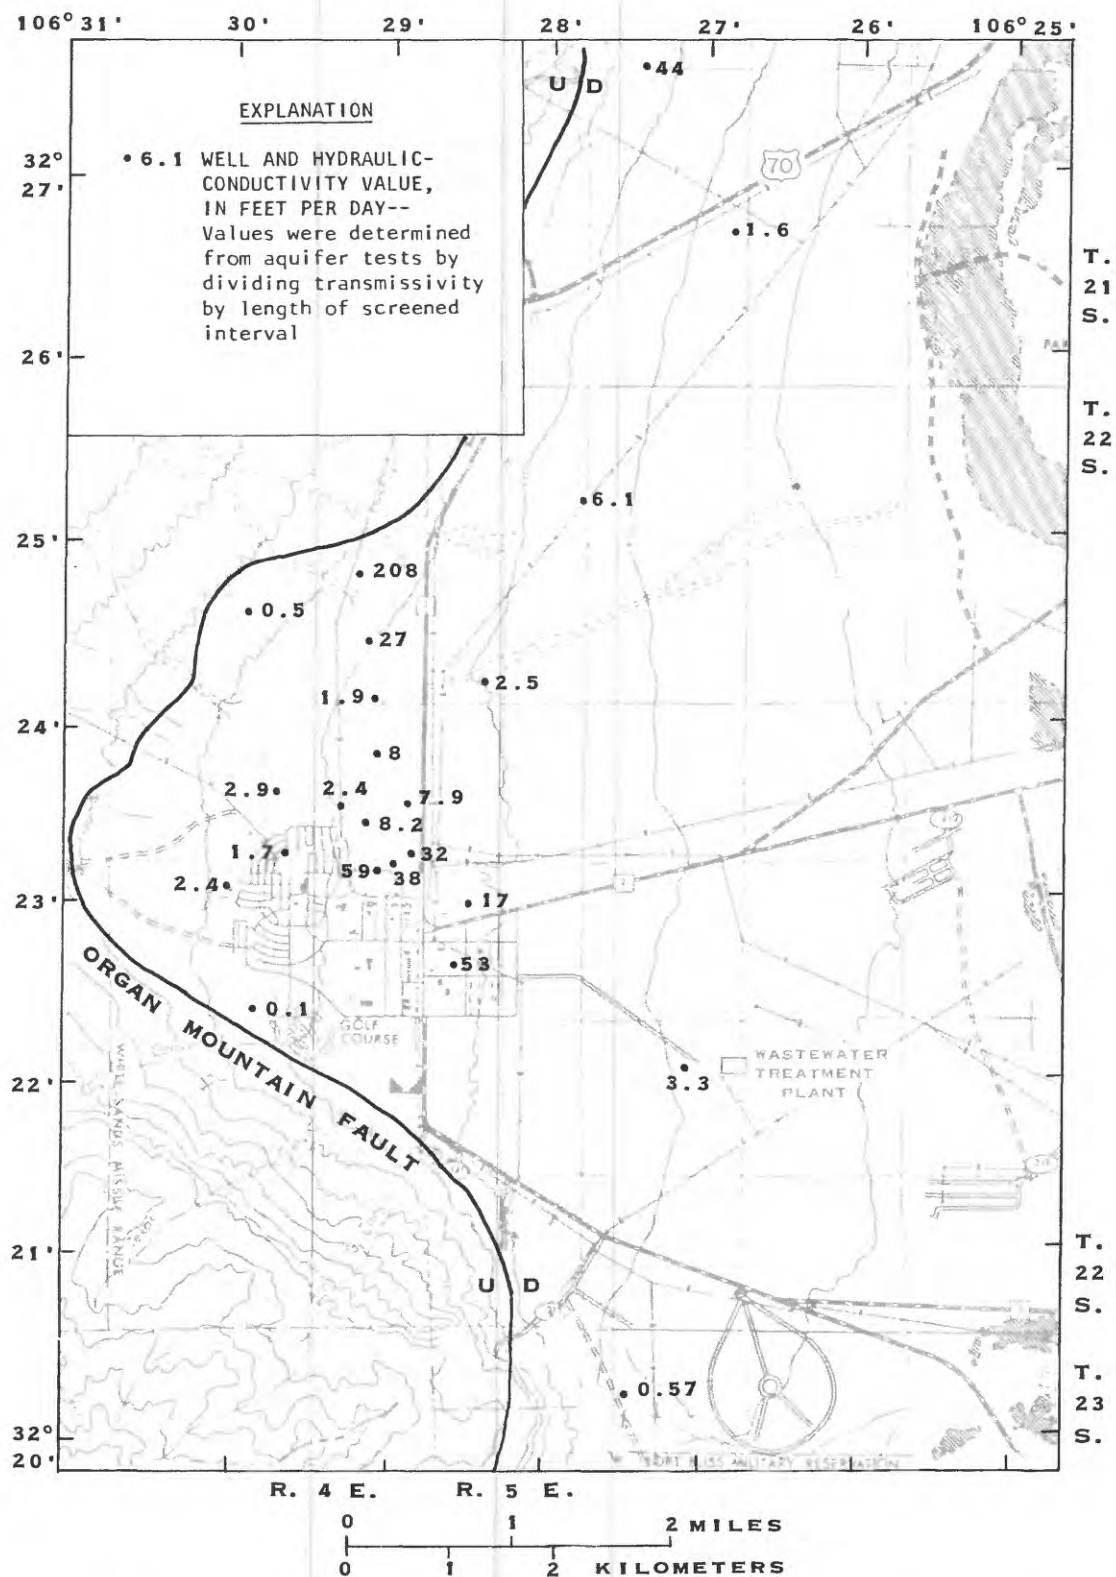 106° 31' 30' 29' 28' 27' 26' 106° 25'
U D
44
EXPLANATION
6.1 WELL AND HYDRAULIC-
CONDUCTIVITY VALUE,
IN FEET PER DAY--
Values were determined
from aquifer tests by
dividing transmissivity
by length of screened
interval
32°
27'
70
1.6
T.
21
S.
26'
T.
22
S.
6.1
25'
208
0.5
27
2.5
1.9
24'
8
2.9
2.4
7.9
8.2
1.7
32
59
38
2.4
23'
17
53
ORGAN MOUNTAIN FAULT
0.1
GOLF
COURSE
WASTEWATER
TREATMENT
PLANT
3.3
22'
WHITE SANDS MISSILE RANGE
21'
U D
T.
22
S.
0.57
T.
23
S.
32°
20'
FORT BLISS MILITARY RESERVATION
R. 4 E. R. 5 E.
0 1 2 MILES
0 1 2 KILOMETERS